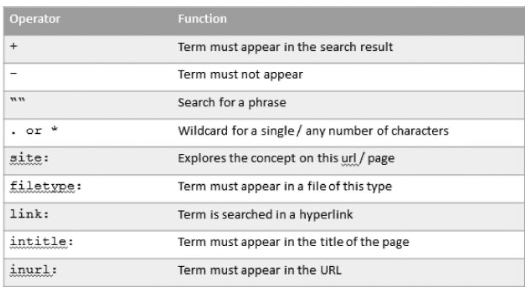 Operator Function
+ Term must appear in the search result
- Term must not appear
"" Search for a phrase
. or * Wildcard for a single / any number of characters
site: Explores the concept on this url / page
filetype: Term must appear in a file of this type
link: Term is searched in a hyperlink
intitle: Term must appear in the title of the page
inurl: Term must appear in the URL